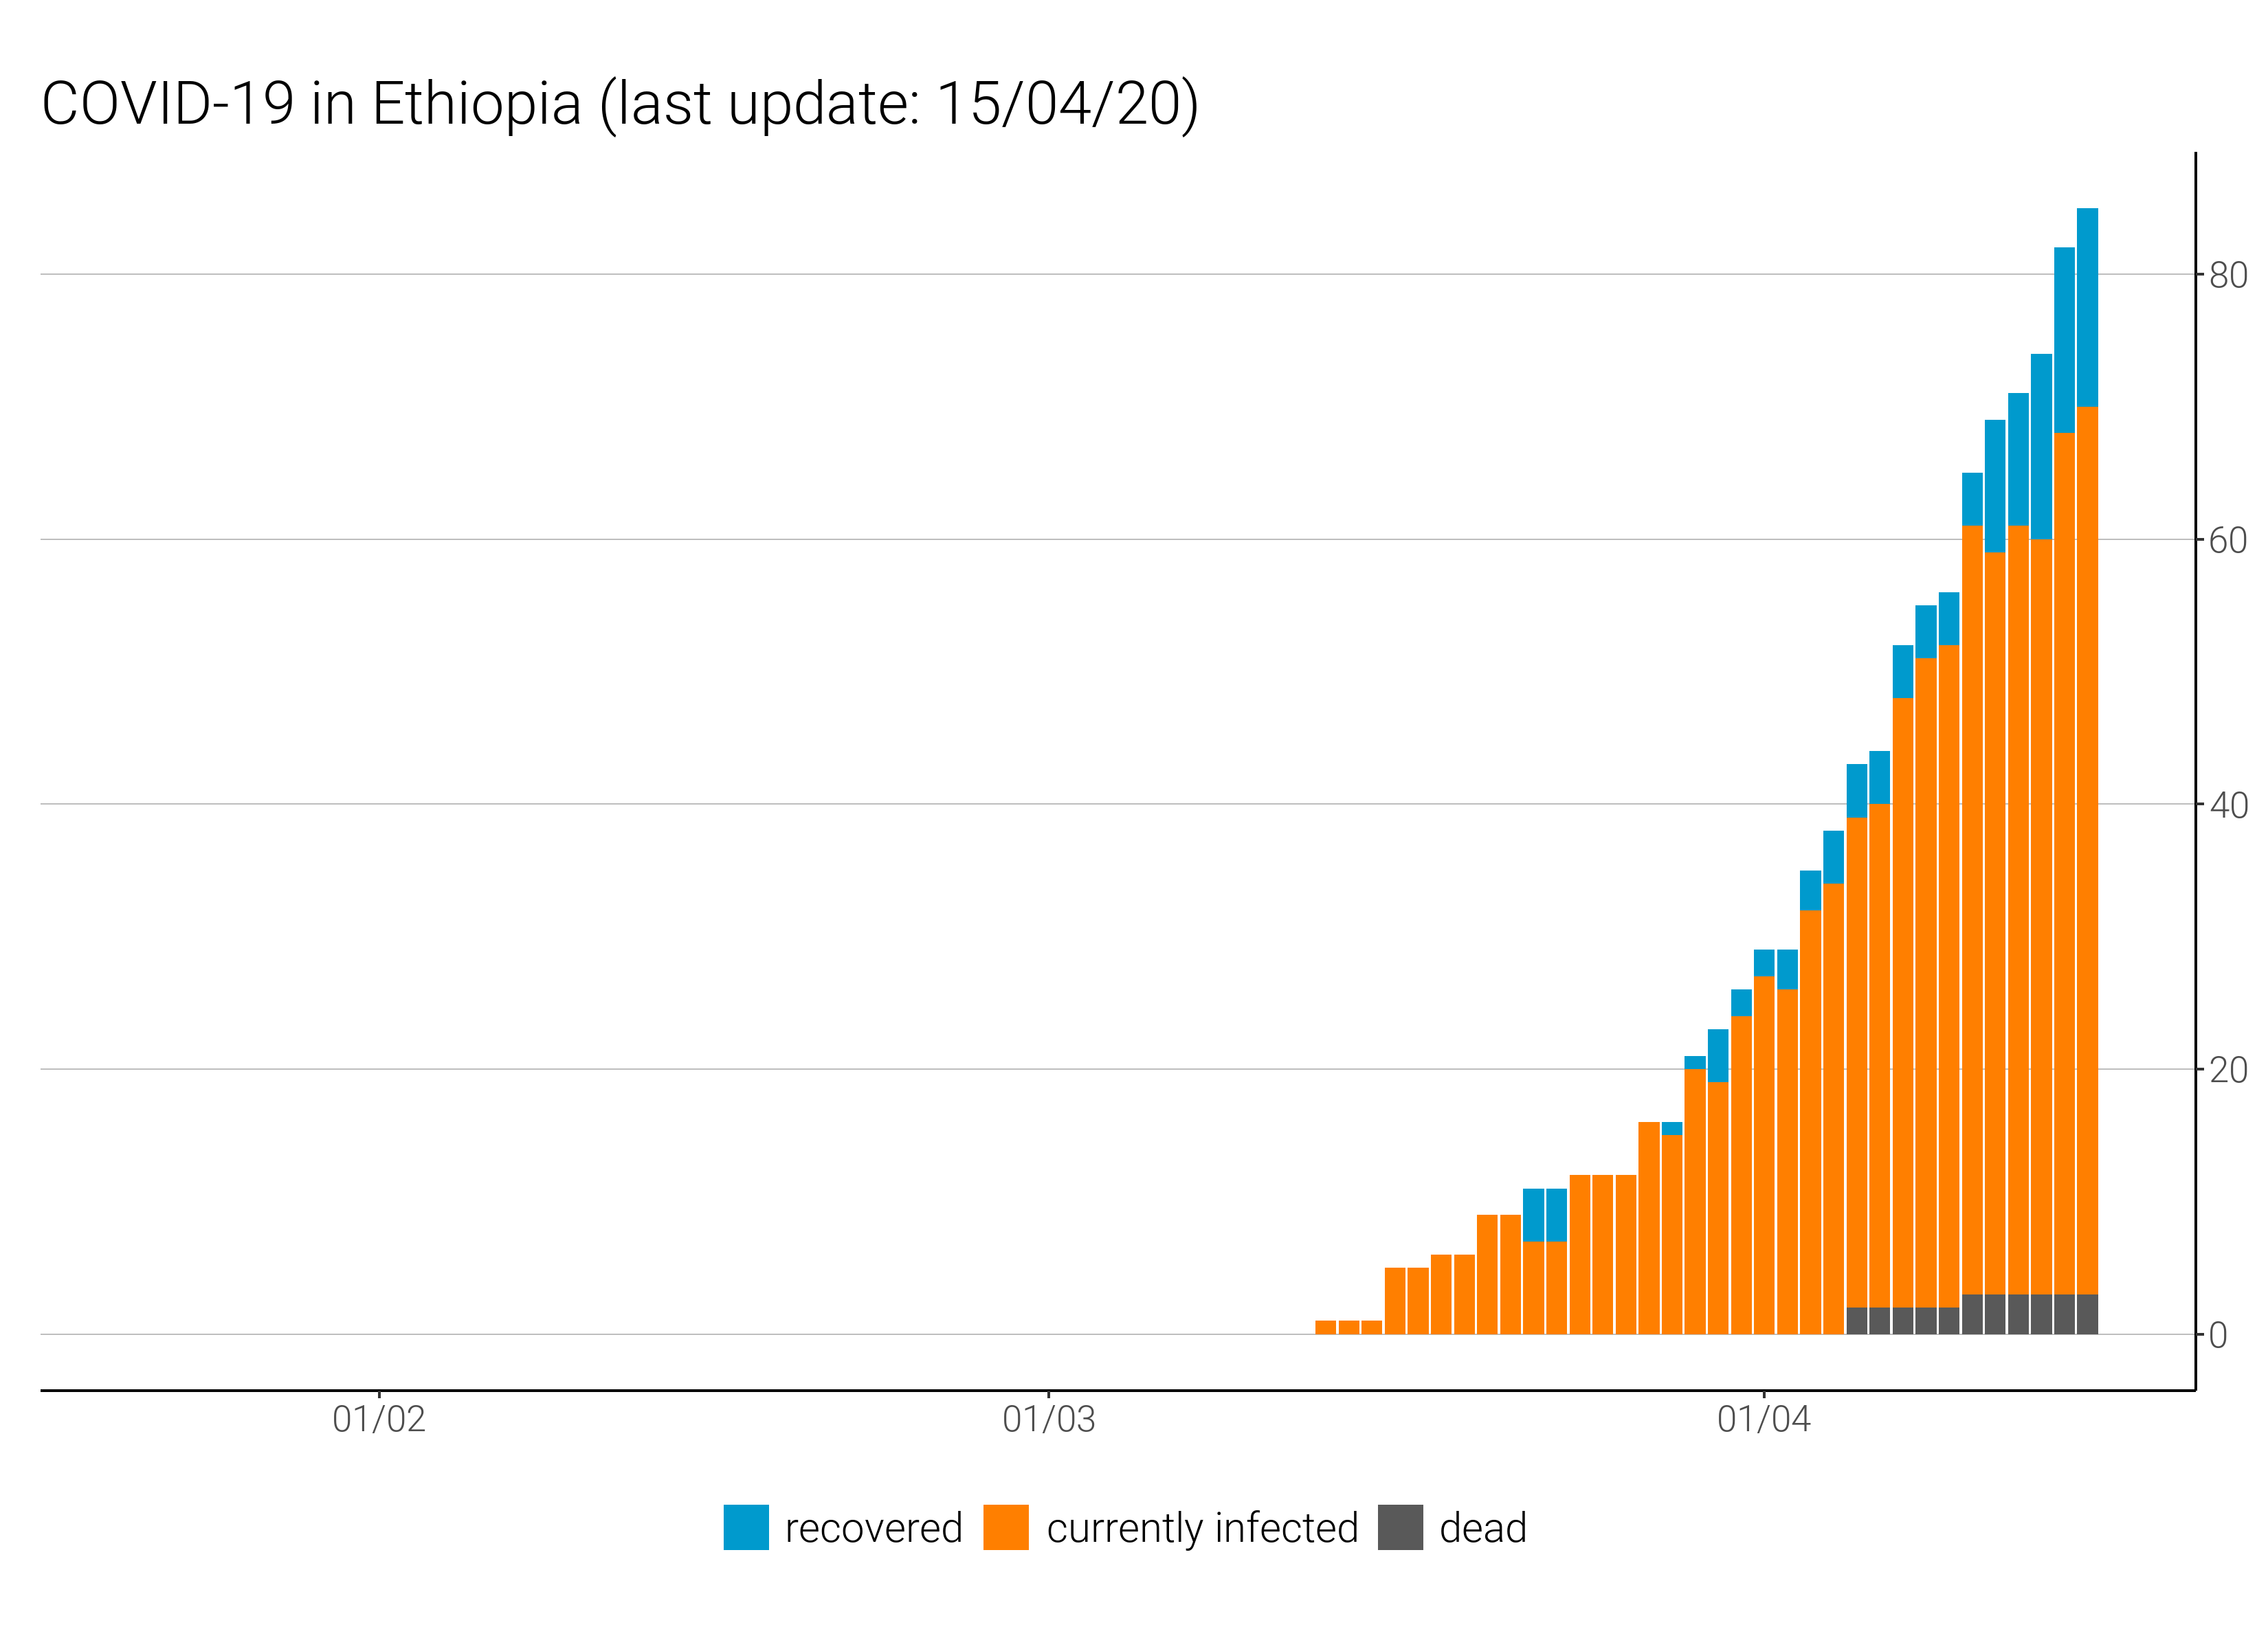 COVID-19 in Ethiopia (last update: 15/04/20)
80
60
40
20
0
01/02 01/03 01/04
recovered currently infected dead